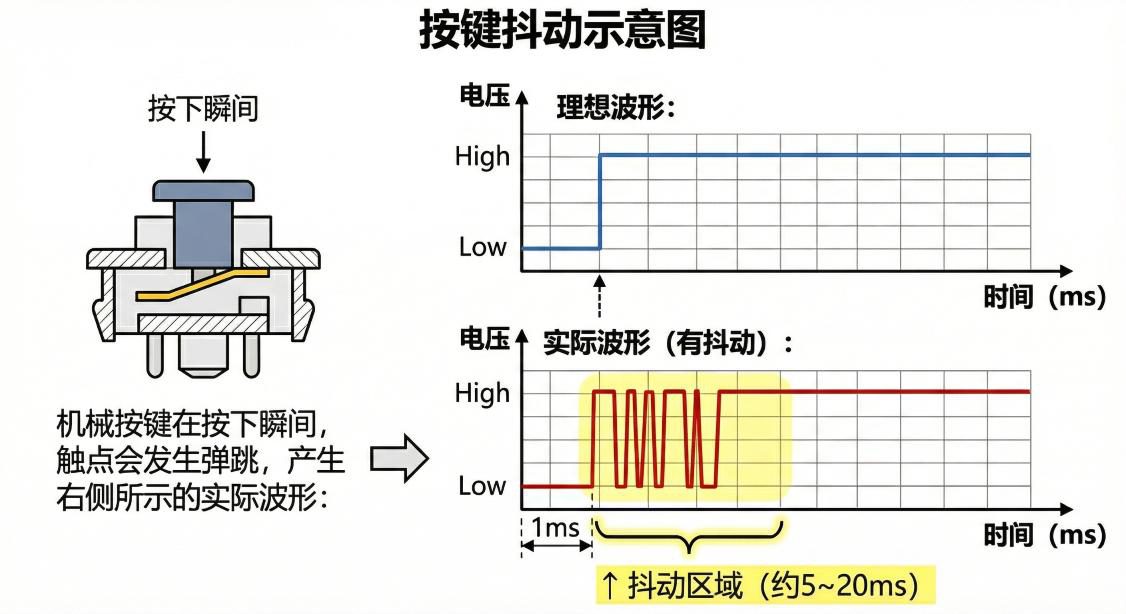 按键抖动示意图
按下瞬间
机械按键在按下瞬间，
触点会发生弹跳，产生
右侧所示的实际波形：
电压
理想波形：
High
Low
时间（ms）
电压
实际波形（有抖动）：
High
Low
时间（ms）
1ms
↑ 抖动区域（约5~20ms）